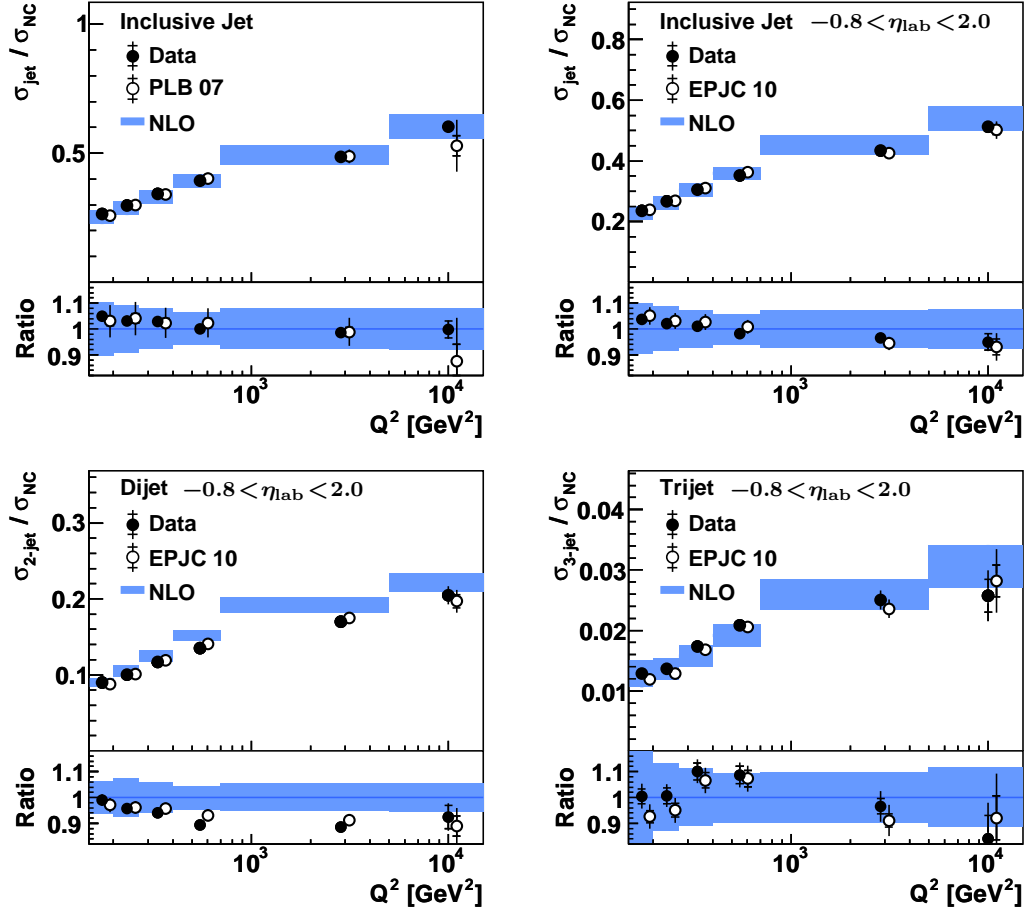 σjet / σNC
1
0.5
Inclusive Jet
Data
PLB 07
NLO
Ratio
1.1
1
0.9
10³
10⁴
Q² [GeV²]
σjet / σNC
0.8
0.6
0.4
0.2
Inclusive Jet −0.8<ηlab<2.0
Data
EPJC 10
NLO
Ratio
1.1
1
0.9
10³
10⁴
Q² [GeV²]
σ2-jet / σNC
0.3
0.2
0.1
Dijet −0.8<ηlab<2.0
Data
EPJC 10
NLO
Ratio
1.1
1
0.9
10³
10⁴
Q² [GeV²]
σ3-jet / σNC
0.04
0.03
0.02
0.01
Trijet −0.8<ηlab<2.0
Data
EPJC 10
NLO
Ratio
1.1
1
0.9
10³
10⁴
Q² [GeV²]